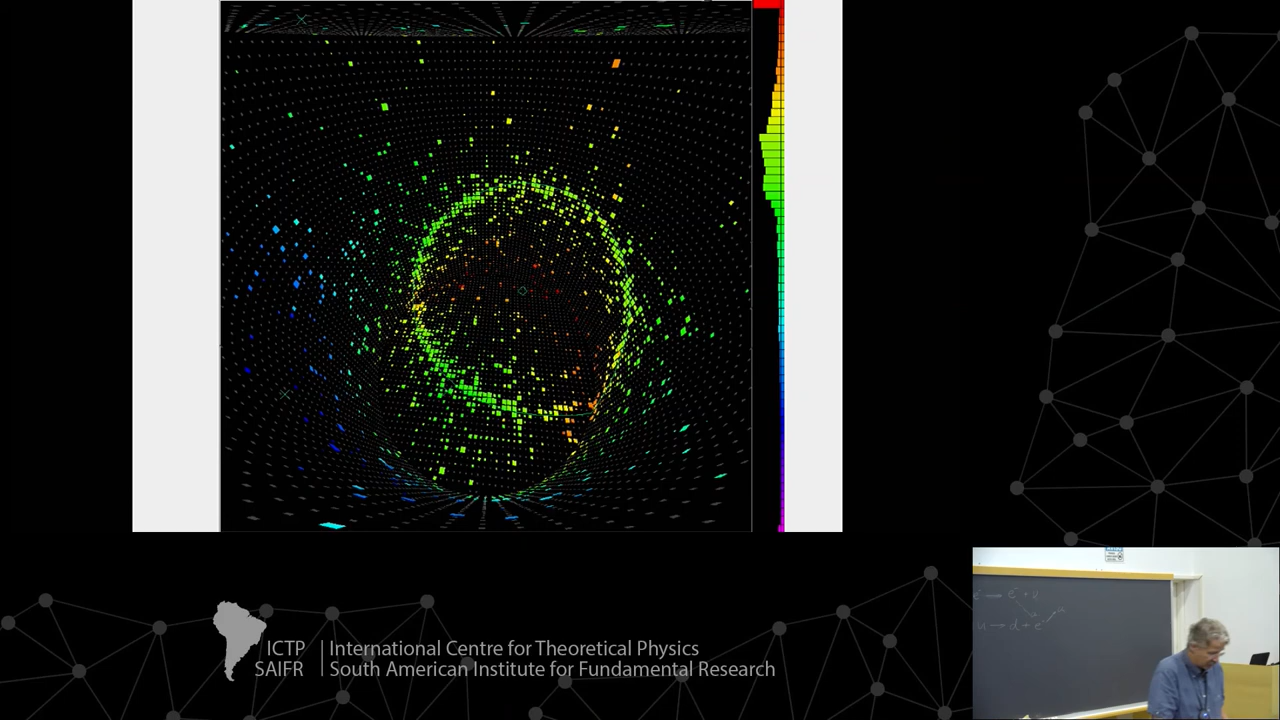 ICTP
SAIFR
International Centre for Theoretical Physics
South American Institute for Fundamental Research